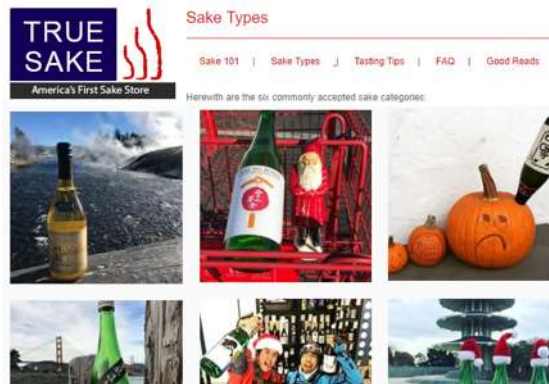 TRUE
SAKE
America's First Sake Store
Sake Types
Sake 101 | Sake Types | Tasting Tips | FAQ | Good Reads
Herewith are the six commonly accepted sake categories: